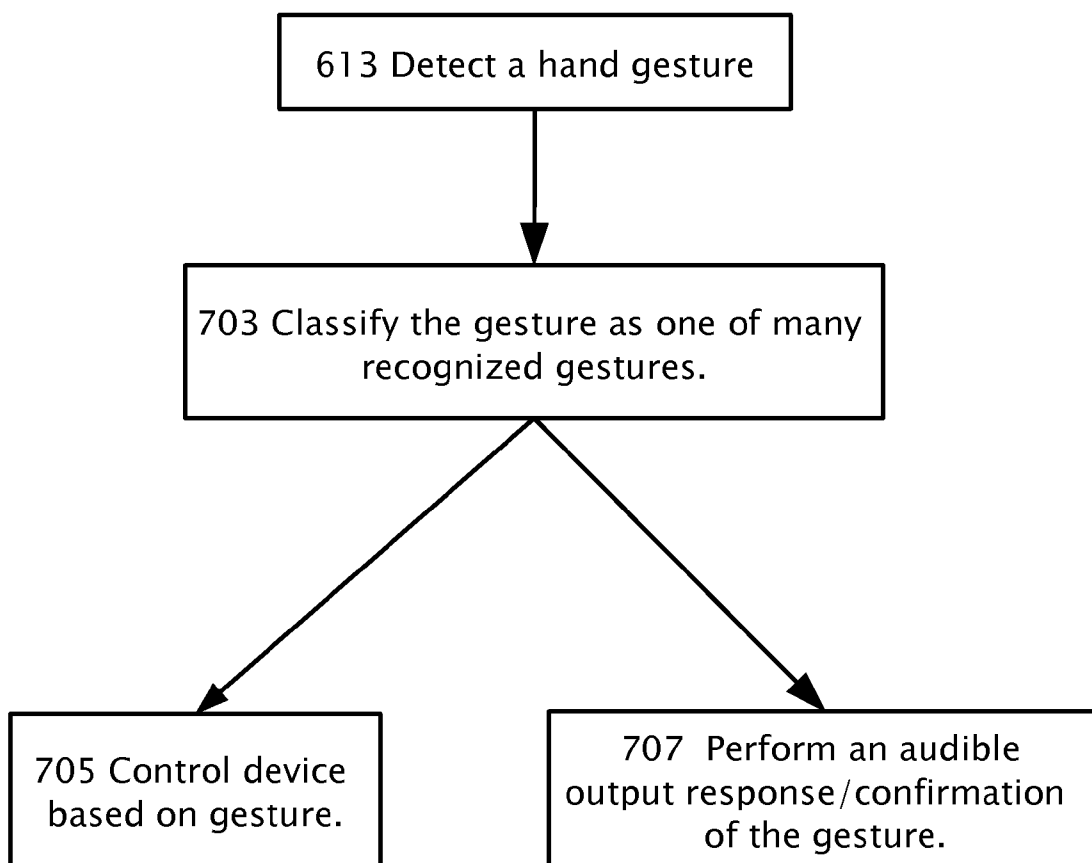 613 Detect a hand gesture
703 Classify the gesture as one of many
recognized gestures.
705 Control device
based on gesture.
707 Perform an audible
output response/confirmation
of the gesture.